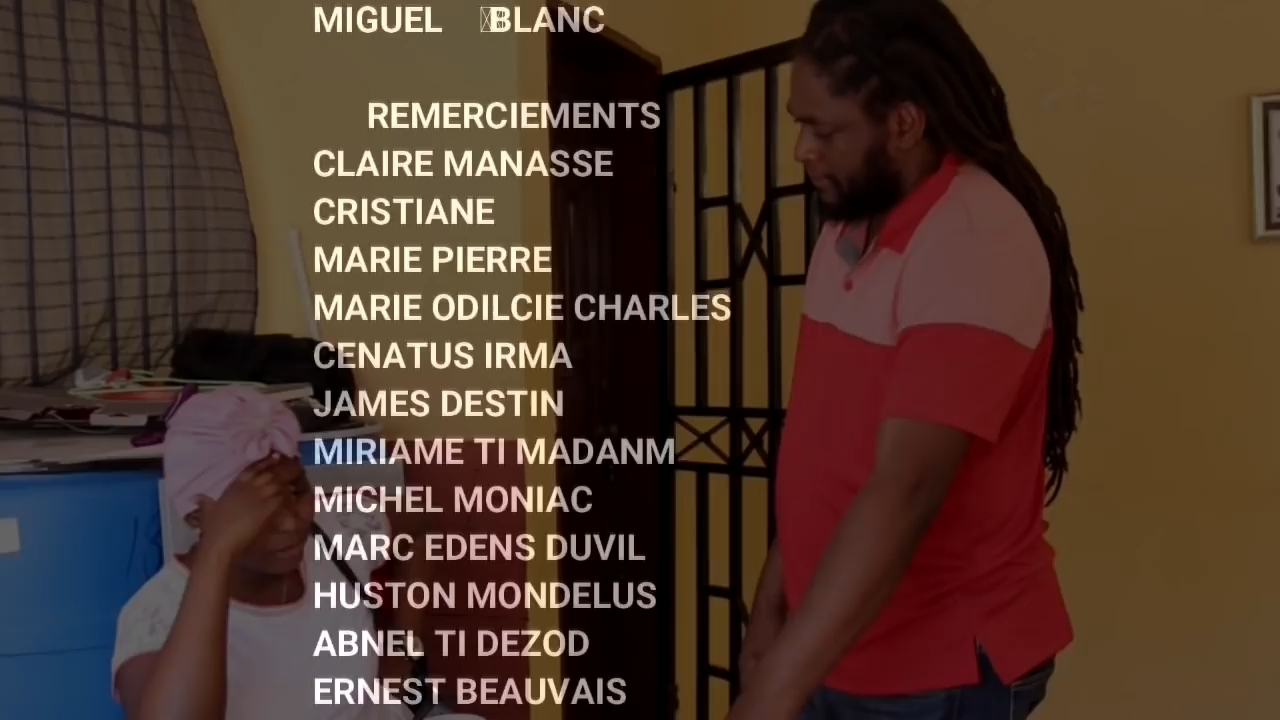 MIGUEL BLANC
REMERCIEMENTS
CLAIRE MANASSE
CRISTIANE
MARIE PIERRE
MARIE ODILCIE CHARLES
CENATUS IRMA
JAMES DESTIN
MIRIAME TI MADANM
MICHEL MONIAC
MARC EDENS DUVIL
HUSTON MONDELUS
ABNEL TI DEZOD
ERNEST BEAUVAIS